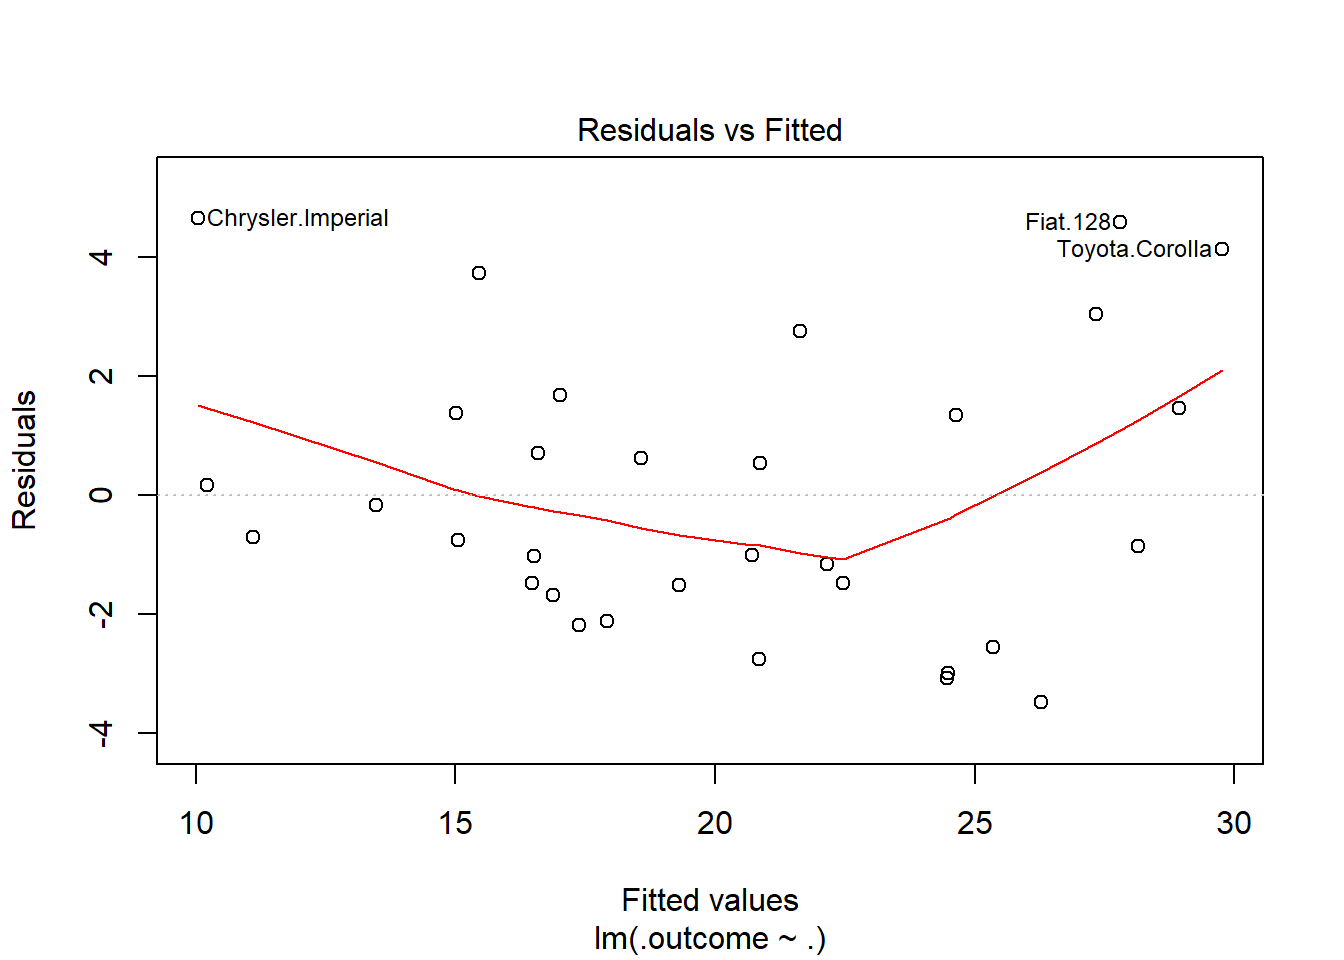 Residuals vs Fitted
Chrysler.Imperial
Fiat.128
Toyota.Corolla
Residuals
4
2
0
-2
-4
10 15 20 25 30
Fitted values
lm(.outcome ~ .)